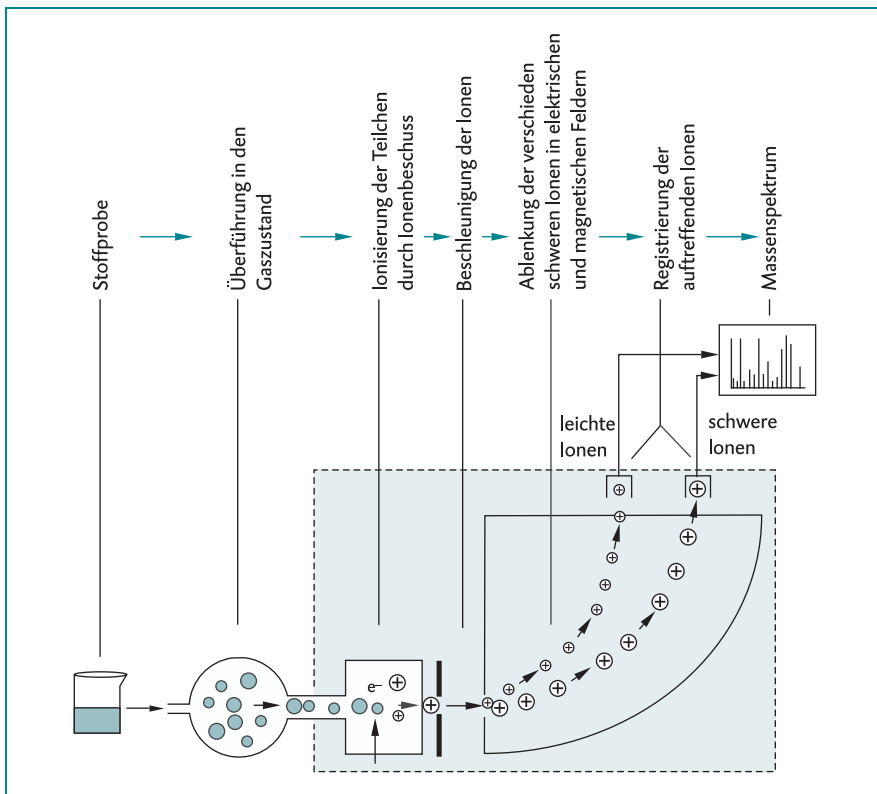 Stoffprobe
Überführung in den
Gaszustand
Ionisierung der Teilchen
durch Ionenbeschuss
Beschleunigung der Ionen
Ablenkung der verschieden
schweren Ionen in elektrischen
und magnetischen Feldern
Registrierung der
auftreffenden Ionen
Massenspektrum
leichte
Ionen
schwere
Ionen
e–